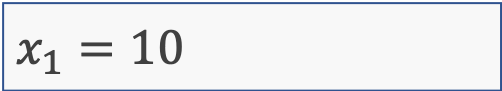 x₁ = 10